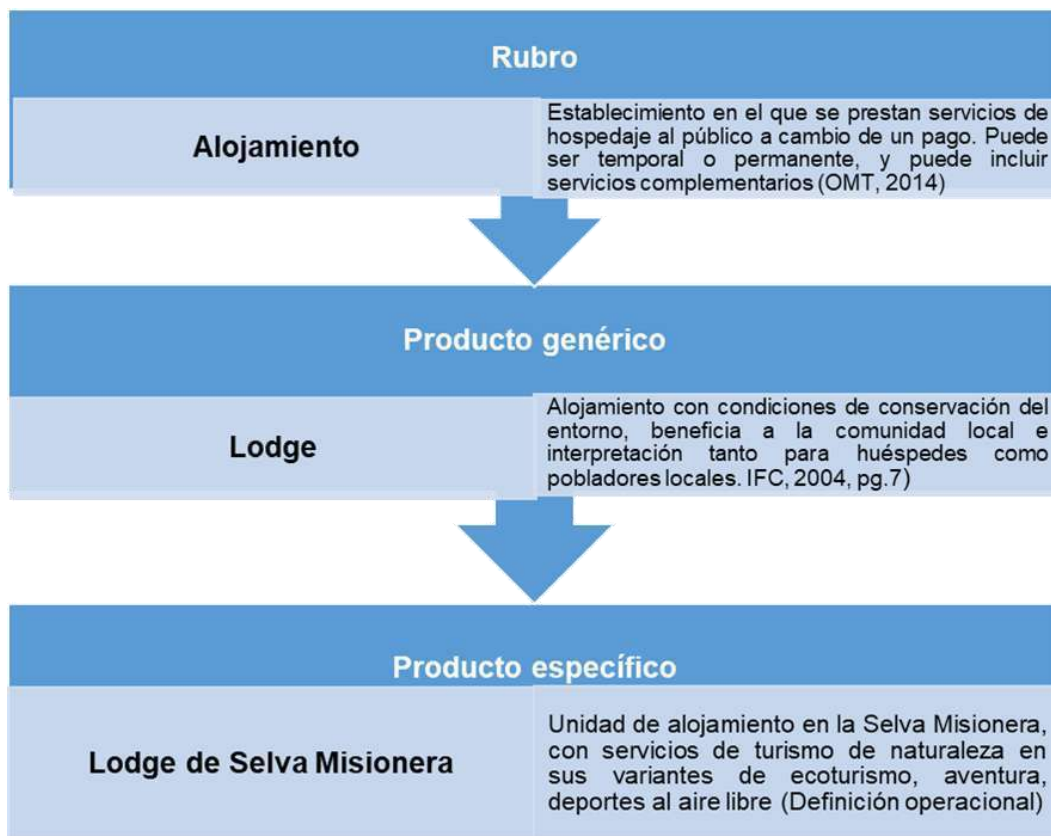 Rubro
Alojamiento
Establecimiento en el que se prestan servicios de
hospedaje al público a cambio de un pago. Puede
ser temporal o permanente, y puede incluir
servicios complementarios (OMT, 2014)
Producto genérico
Lodge
Alojamiento con condiciones de conservación del
entorno, beneficia a la comunidad local e
interpretación tanto para huéspedes como
pobladores locales. IFC, 2004, pg.7)
Producto específico
Lodge de Selva Misionera
Unidad de alojamiento en la Selva Misionera,
con servicios de turismo de naturaleza en
sus variantes de ecoturismo, aventura,
deportes al aire libre (Definición operacional)